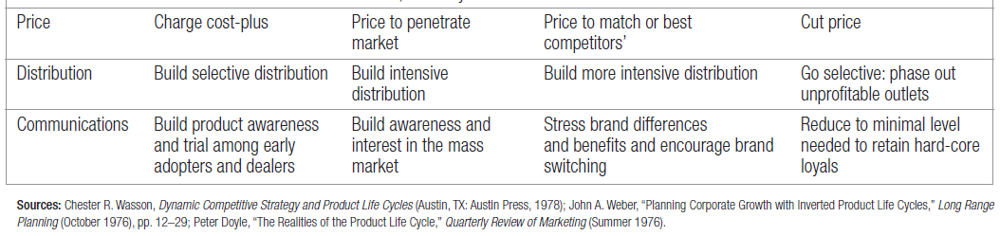 Price Charge cost-plus Price to penetrate Price to match or best Cut price
market competitors’
Distribution Build selective distribution Build intensive Build more intensive distribution Go selective: phase out
distribution unprofitable outlets
Communications Build product awareness Build awareness and Stress brand differences Reduce to minimal level
and trial among early interest in the mass and benefits and encourage brand needed to retain hard-core
adopters and dealers market switching loyals
Sources: Chester R. Wasson, Dynamic Competitive Strategy and Product Life Cycles (Austin, TX: Austin Press, 1978); John A. Weber, “Planning Corporate Growth with Inverted Product Life Cycles,” Long Range
Planning (October 1976), pp. 12–29; Peter Doyle, “The Realities of the Product Life Cycle,” Quarterly Review of Marketing (Summer 1976).